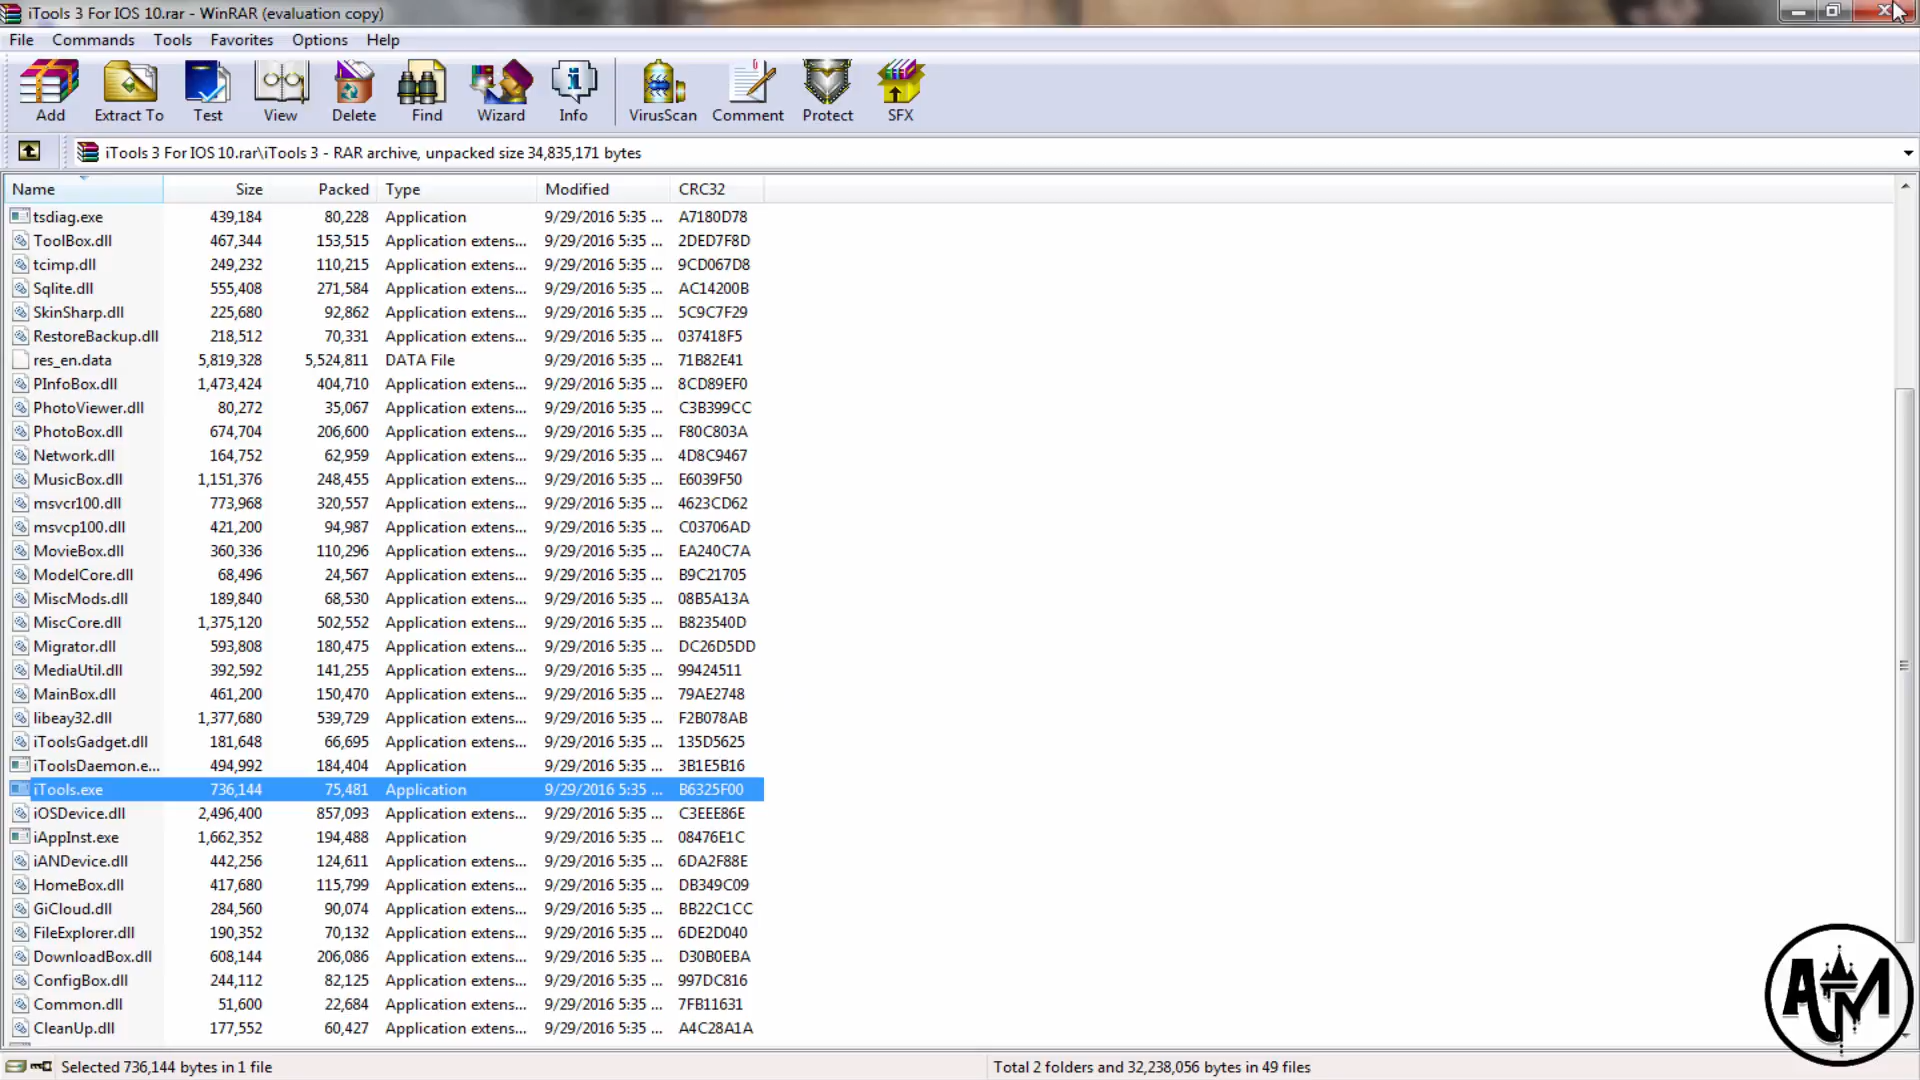 iTools 3 For IOS 10.rar - WinRAR (evaluation copy)
File Commands Tools Favorites Options Help
Add Extract To Test View Delete Find Wizard Info VirusScan Comment Protect SFX
iTools 3 For IOS 10.rar\iTools 3 - RAR archive, unpacked size 34,835,171 bytes
Name Size Packed Type Modified CRC32
tsdiag.exe 439,184 80,228 Application 9/29/2016 5:35 ... A7180D78
ToolBox.dll 467,344 153,515 Application extens... 9/29/2016 5:35 ... 2DED7F8D
tcimp.dll 249,232 110,215 Application extens... 9/29/2016 5:35 ... 9CD067D8
Sqlite.dll 555,408 271,584 Application extens... 9/29/2016 5:35 ... AC14200B
SkinSharp.dll 225,680 92,862 Application extens... 9/29/2016 5:35 ... 5C9C7F29
RestoreBackup.dll 218,512 70,331 Application extens... 9/29/2016 5:35 ... 037418F5
res_en.data 5,819,328 5,524,811 DATA File 9/29/2016 5:35 ... 71B82E41
PInfoBox.dll 1,473,424 404,710 Application extens... 9/29/2016 5:35 ... 8CD89EF0
PhotoViewer.dll 80,272 35,067 Application extens... 9/29/2016 5:35 ... C3B399CC
PhotoBox.dll 674,704 206,600 Application extens... 9/29/2016 5:35 ... F80C803A
Network.dll 164,752 62,959 Application extens... 9/29/2016 5:35 ... 4D8C9467
MusicBox.dll 1,151,376 248,455 Application extens... 9/29/2016 5:35 ... E6039F50
msvcr100.dll 773,968 320,557 Application extens... 9/29/2016 5:35 ... 4623CD62
msvcp100.dll 421,200 94,987 Application extens... 9/29/2016 5:35 ... C03706AD
MovieBox.dll 360,336 110,296 Application extens... 9/29/2016 5:35 ... EA240C7A
ModelCore.dll 68,496 24,567 Application extens... 9/29/2016 5:35 ... B9C21705
MiscMods.dll 189,840 68,530 Application extens... 9/29/2016 5:35 ... 08B5A13A
MiscCore.dll 1,375,120 502,552 Application extens... 9/29/2016 5:35 ... B823540D
Migrator.dll 593,808 180,475 Application extens... 9/29/2016 5:35 ... DC26D5DD
MediaUtil.dll 392,592 141,255 Application extens... 9/29/2016 5:35 ... 99424511
MainBox.dll 461,200 150,470 Application extens... 9/29/2016 5:35 ... 79AE2748
libeay32.dll 1,377,680 539,729 Application extens... 9/29/2016 5:35 ... F2B078AB
iToolsGadget.dll 181,648 66,695 Application extens... 9/29/2016 5:35 ... 135D5625
iToolsDaemon.e... 494,992 184,404 Application 9/29/2016 5:35 ... 3B1E5B16
iTools.exe 736,144 75,481 Application 9/29/2016 5:35 ... B6325F00
iOSDevice.dll 2,496,400 857,093 Application extens... 9/29/2016 5:35 ... C3EEE86E
iAppInst.exe 1,662,352 194,488 Application 9/29/2016 5:35 ... 08476E1C
iANDevice.dll 442,256 124,611 Application extens... 9/29/2016 5:35 ... 6DA2F88E
HomeBox.dll 417,680 115,799 Application extens... 9/29/2016 5:35 ... DB349C09
GiCloud.dll 284,560 90,074 Application extens... 9/29/2016 5:35 ... BB22C1CC
FileExplorer.dll 190,352 70,132 Application extens... 9/29/2016 5:35 ... 6DE2D040
DownloadBox.dll 608,144 206,086 Application extens... 9/29/2016 5:35 ... D30B0EBA
ConfigBox.dll 244,112 82,125 Application extens... 9/29/2016 5:35 ... 997DC816
Common.dll 51,600 22,684 Application extens... 9/29/2016 5:35 ... 7FB11631
CleanUp.dll 177,552 60,427 Application extens... 9/29/2016 5:35 ... A4C28A1A
AM
Selected 736,144 bytes in 1 file
Total 2 folders and 32,238,056 bytes in 49 files